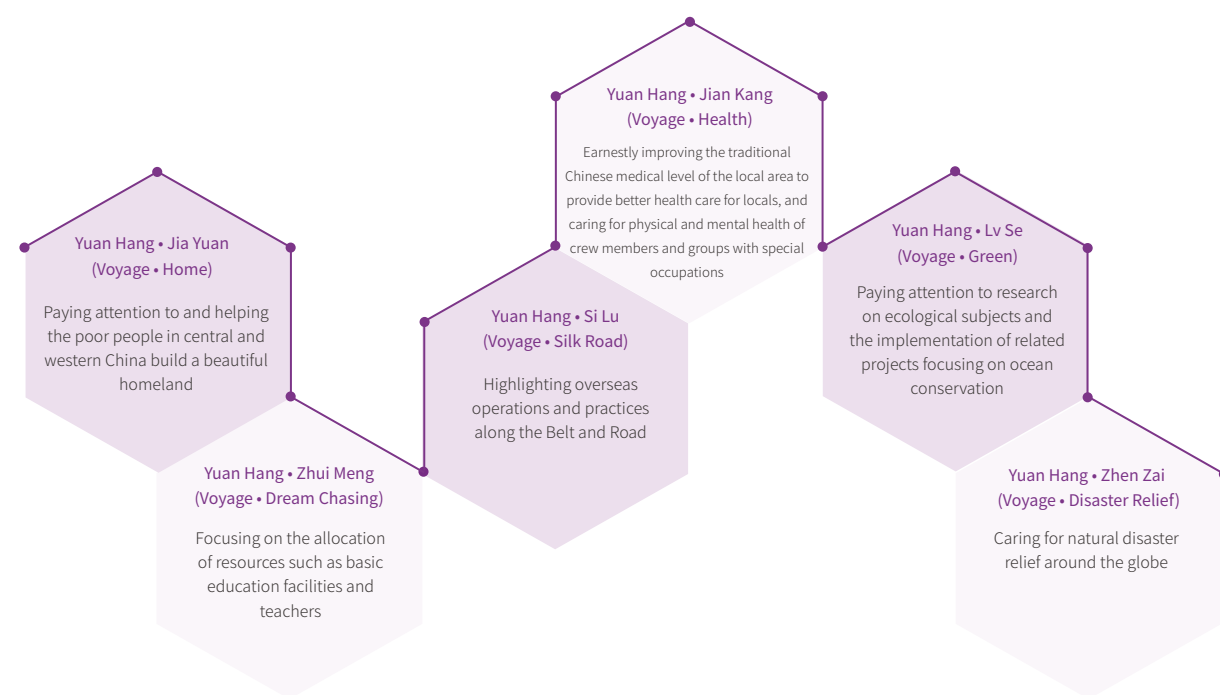 Yuan Hang • Jia Yuan
(Voyage • Home)
Paying attention to and helping
the poor people in central and
western China build a beautiful
homeland
Yuan Hang • Zhui Meng
(Voyage • Dream Chasing)
Focusing on the allocation
of resources such as basic
education facilities and
teachers
Yuan Hang • Si Lu
(Voyage • Silk Road)
Highlighting overseas
operations and practices
along the Belt and Road
Yuan Hang • Jian Kang
(Voyage • Health)
Earnestly improving the traditional
Chinese medical level of the local area to
provide better health care for locals, and
caring for physical and mental health of
crew members and groups with special
occupations
Yuan Hang • Lv Se
(Voyage • Green)
Paying attention to research
on ecological subjects and
the implementation of related
projects focusing on ocean
conservation
Yuan Hang • Zhen Zai
(Voyage • Disaster Relief)
Caring for natural disaster
relief around the globe